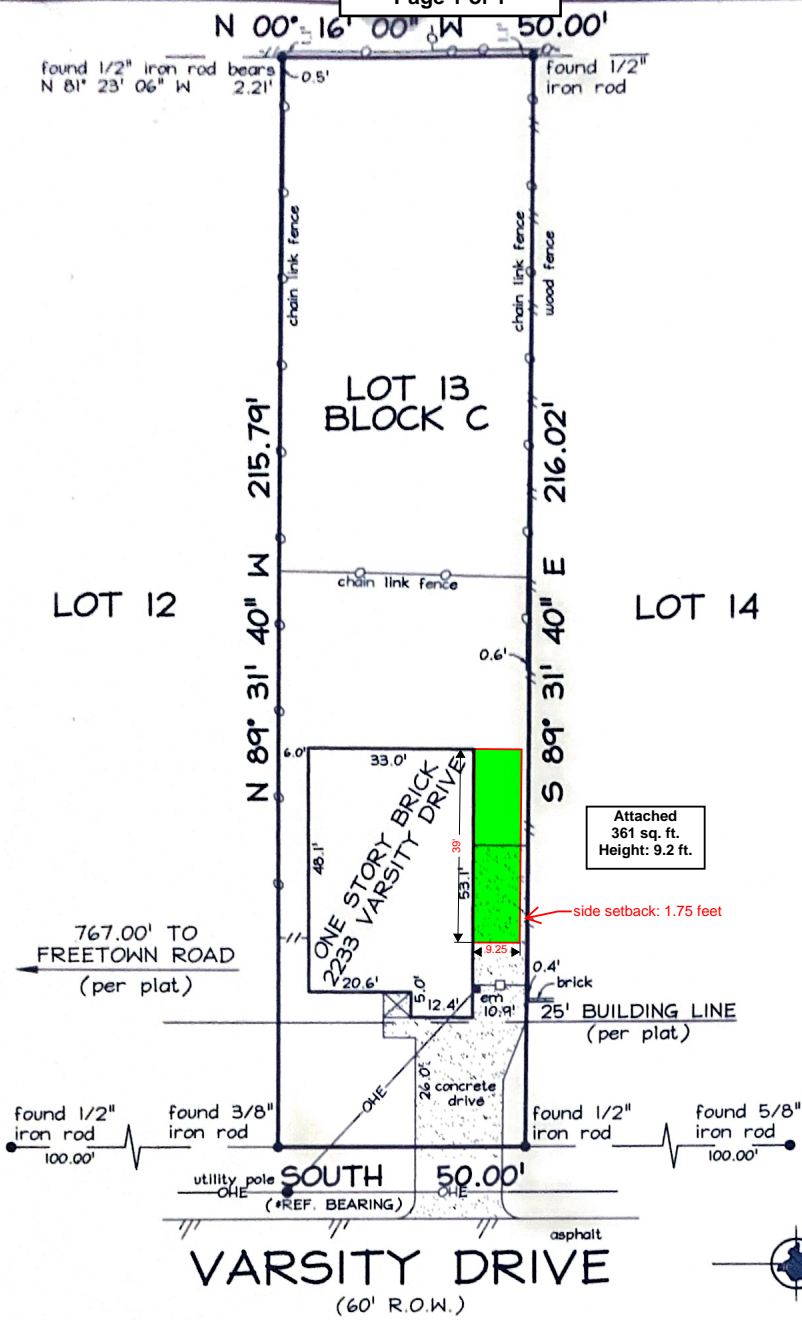 Page 1 of 1
N 00° 16' 00" W 50.00'
found 1/2" iron rod bears
N 81° 23' 06" W 2.21'
0.5'
found 1/2"
iron rod
chain link fence
chain link fence
wood fence
LOT 13
BLOCK C
N 89° 31' 40" W 215.79'
S 89° 31' 40" E 216.02'
chain link fence
LOT 12
LOT 14
0.6'
6.0'
33.0'
48.1'
ONE STORY BRICK
2233 VARSITY DRIVE
39'
53.1'
Attached
361 sq. ft.
Height: 9.2 ft.
side setback: 1.75 feet
9.25
767.00' TO
FREETOWN ROAD
(per plat)
20.6'
5.0'
12.4'
em
10.9'
0.4'
brick
25' BUILDING LINE
(per plat)
26.0'
concrete
drive
OHE
found 1/2"
iron rod
100.00'
found 3/8"
iron rod
found 1/2"
iron rod
found 5/8"
iron rod
100.00'
utility pole
SOUTH 50.00'
OHE
OHE
(*REF. BEARING)
asphalt
VARSITY DRIVE
(60' R.O.W.)